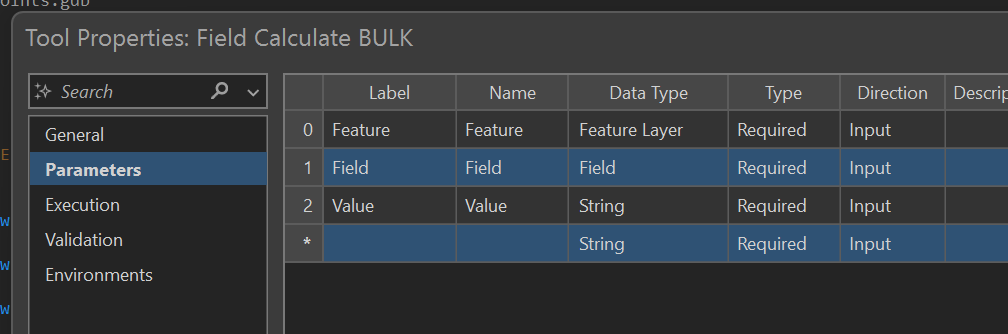 oints.gdb
Tool Properties: Field Calculate BULK
Search
General
Parameters
Execution
Validation
Environments
Label Name Data Type Type Direction Descrip
0 Feature Feature Feature Layer Required Input
1 Field Field Field Required Input
2 Value Value String Required Input
* String Required Input
E
w
w
w